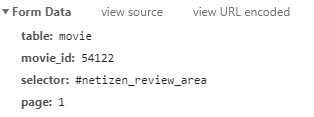 Form Data view source view URL encoded
table: movie
movie_id: 54122
selector: #netizen_review_area
page: 1